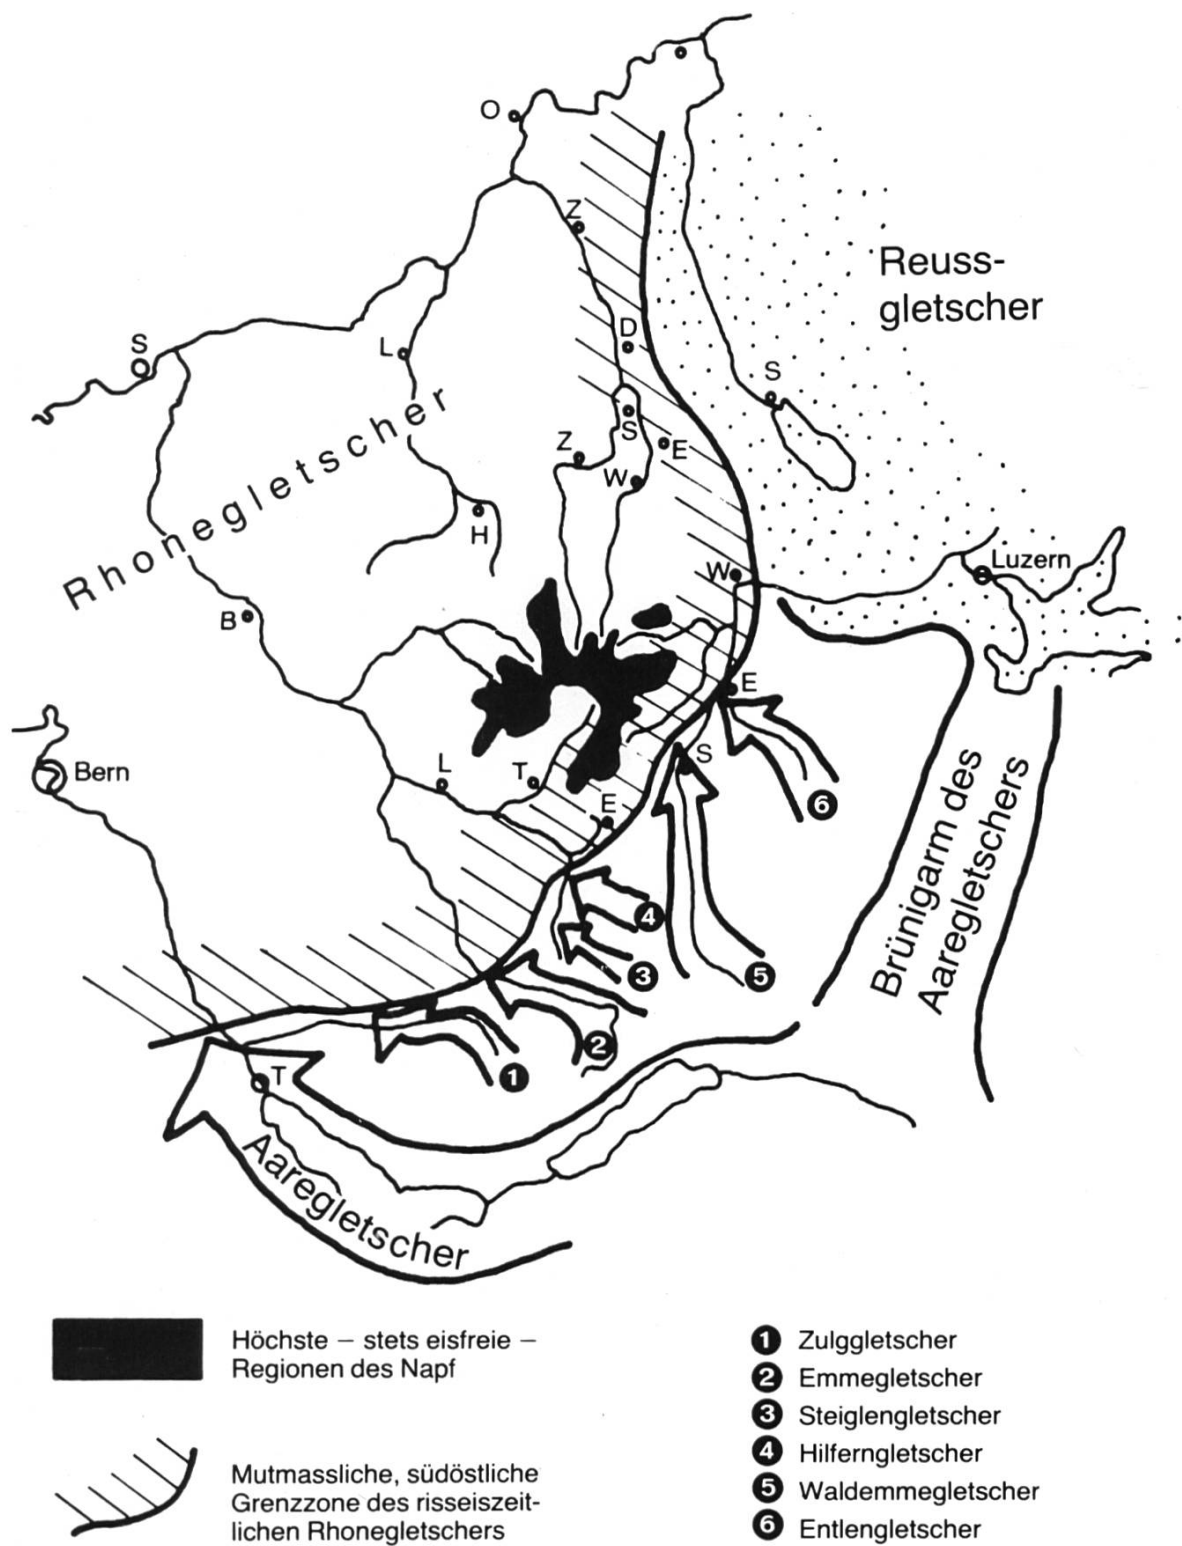 O
Z
Reuss-
gletscher
D
S
L
S
Rhonegletscher
S
Z
E
W
H
Luzern
W
B
E
Bern
L
T
S
E
6
Brünigarm des
Aaregletschers
4
3
5
2
1
T
Aaregletscher
Höchste – stets eisfreie –
Regionen des Napf
Mutmassliche, südöstliche
Grenzzone des risseiszeit-
lichen Rhonegletschers
1 Zulggletscher
2 Emmegletscher
3 Steiglengletscher
4 Hilferngletscher
5 Waldemmegletscher
6 Entlengletscher